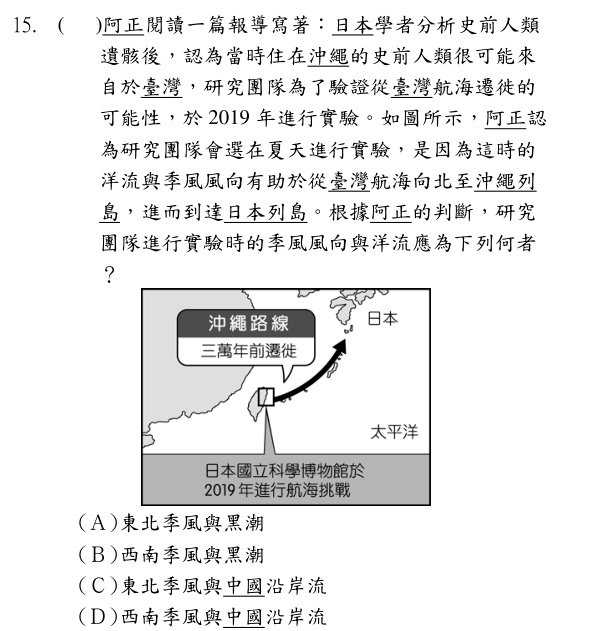 15. (　　)阿正閱讀一篇報導寫著：日本學者分析史前人類
遺骸後，認為當時住在沖繩的史前人類很可能來
自於臺灣，研究團隊為了驗證從臺灣航海遷徙的
可能性，於 2019 年進行實驗。如圖所示，阿正認
為研究團隊會選在夏天進行實驗，是因為這時的
洋流與季風風向有助於從臺灣航海向北至沖繩列
島，進而到達日本列島。根據阿正的判斷，研究
團隊進行實驗時的季風風向與洋流應為下列何者
？
沖繩路線
三萬年前遷徙
日本
太平洋
日本國立科學博物館於
2019年進行航海挑戰
（A）東北季風與黑潮
（B）西南季風與黑潮
（C）東北季風與中國沿岸流
（D）西南季風與中國沿岸流